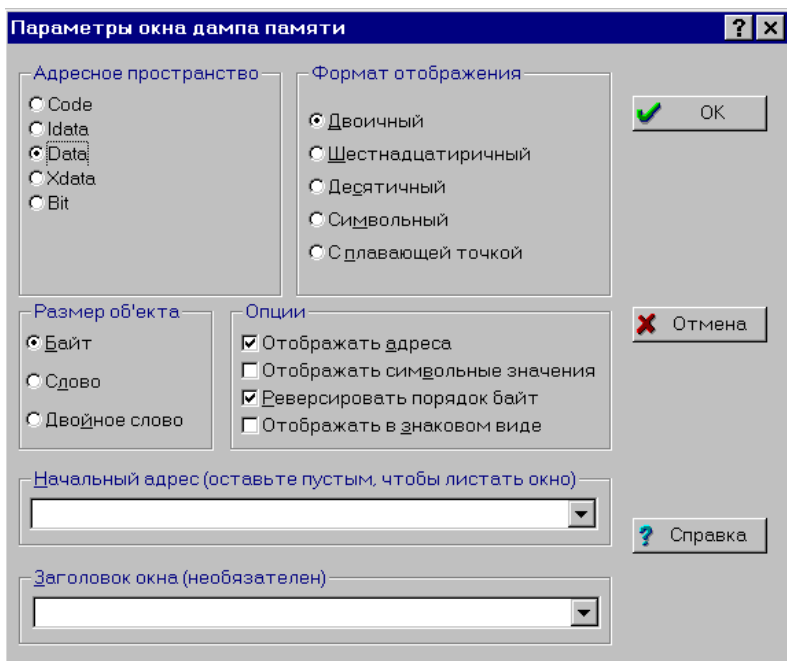 Параметры окна дампа памяти
Адресное пространство
Code
Idata
Data
Xdata
Bit
Формат отображения
Двоичный
Шестнадцатиричный
Десятичный
Символьный
С плавающей точкой
OK
Размер об'екта
Байт
Слово
Двойное слово
Опции
Отображать адреса
Отображать символьные значения
Реверсировать порядок байт
Отображать в знаковом виде
Отмена
Начальный адрес (оставьте пустым, чтобы листать окно)
Справка
Заголовок окна (необязателен)